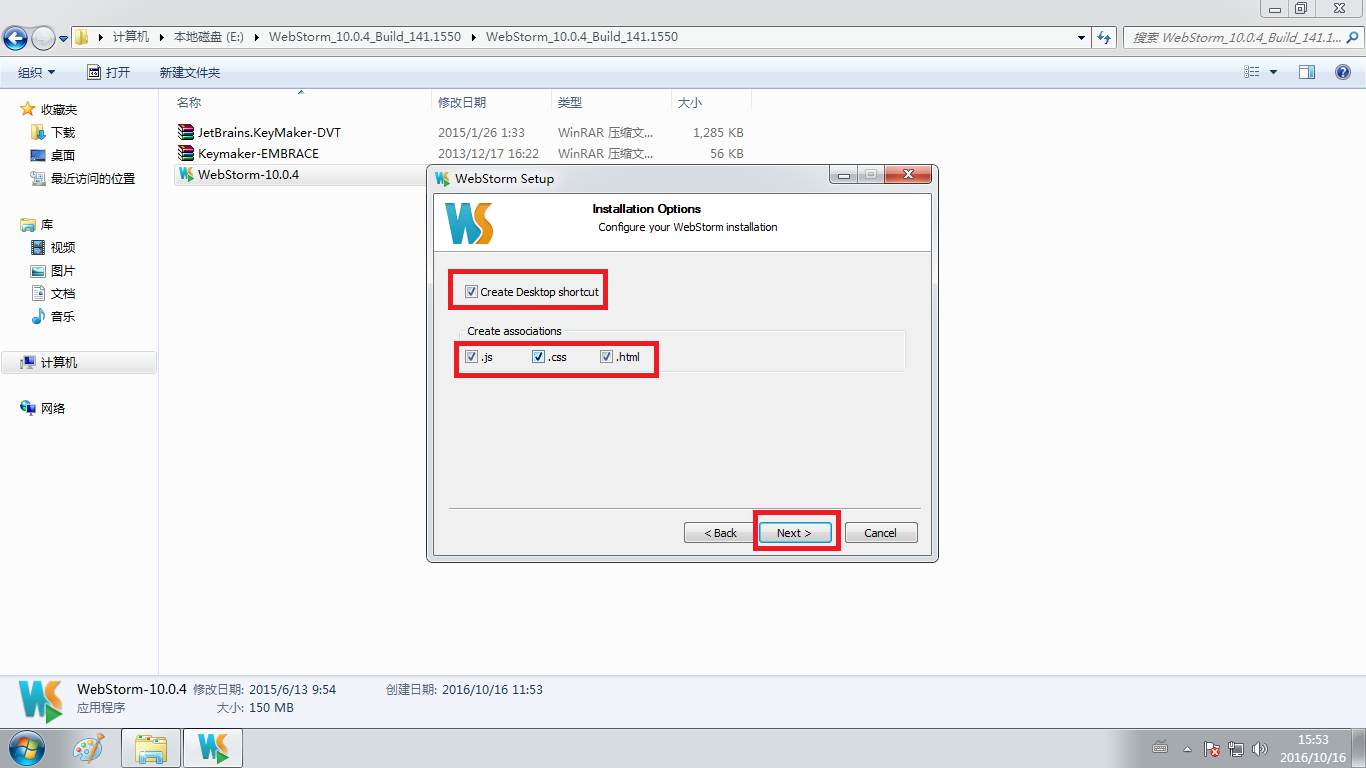 计算机 本地磁盘 (E:) WebStorm_10.0.4_Build_141.1550 WebStorm_10.0.4_Build_141.1550 搜索 WebStorm_10.0.4_Build_141.1...
组织 打开 新建文件夹
名称 修改日期 类型 大小
收藏夹
下载
桌面
最近访问的位置
库
视频
图片
文档
音乐
计算机
网络
JetBrains.KeyMaker-DVT 2015/1/26 1:33 WinRAR 压缩文... 1,285 KB
Keymaker-EMBRACE 2013/12/17 16:22 WinRAR 压缩文... 56 KB
WebStorm-10.0.4
WebStorm Setup
WS
Installation Options
Configure your WebStorm installation
Create Desktop shortcut
Create associations
.js .css .html
< Back Next > Cancel
WS
WebStorm-10.0.4 修改日期: 2015/6/13 9:54 创建日期: 2016/10/16 11:53
应用程序 大小: 150 MB
WS
15:53
2016/10/16